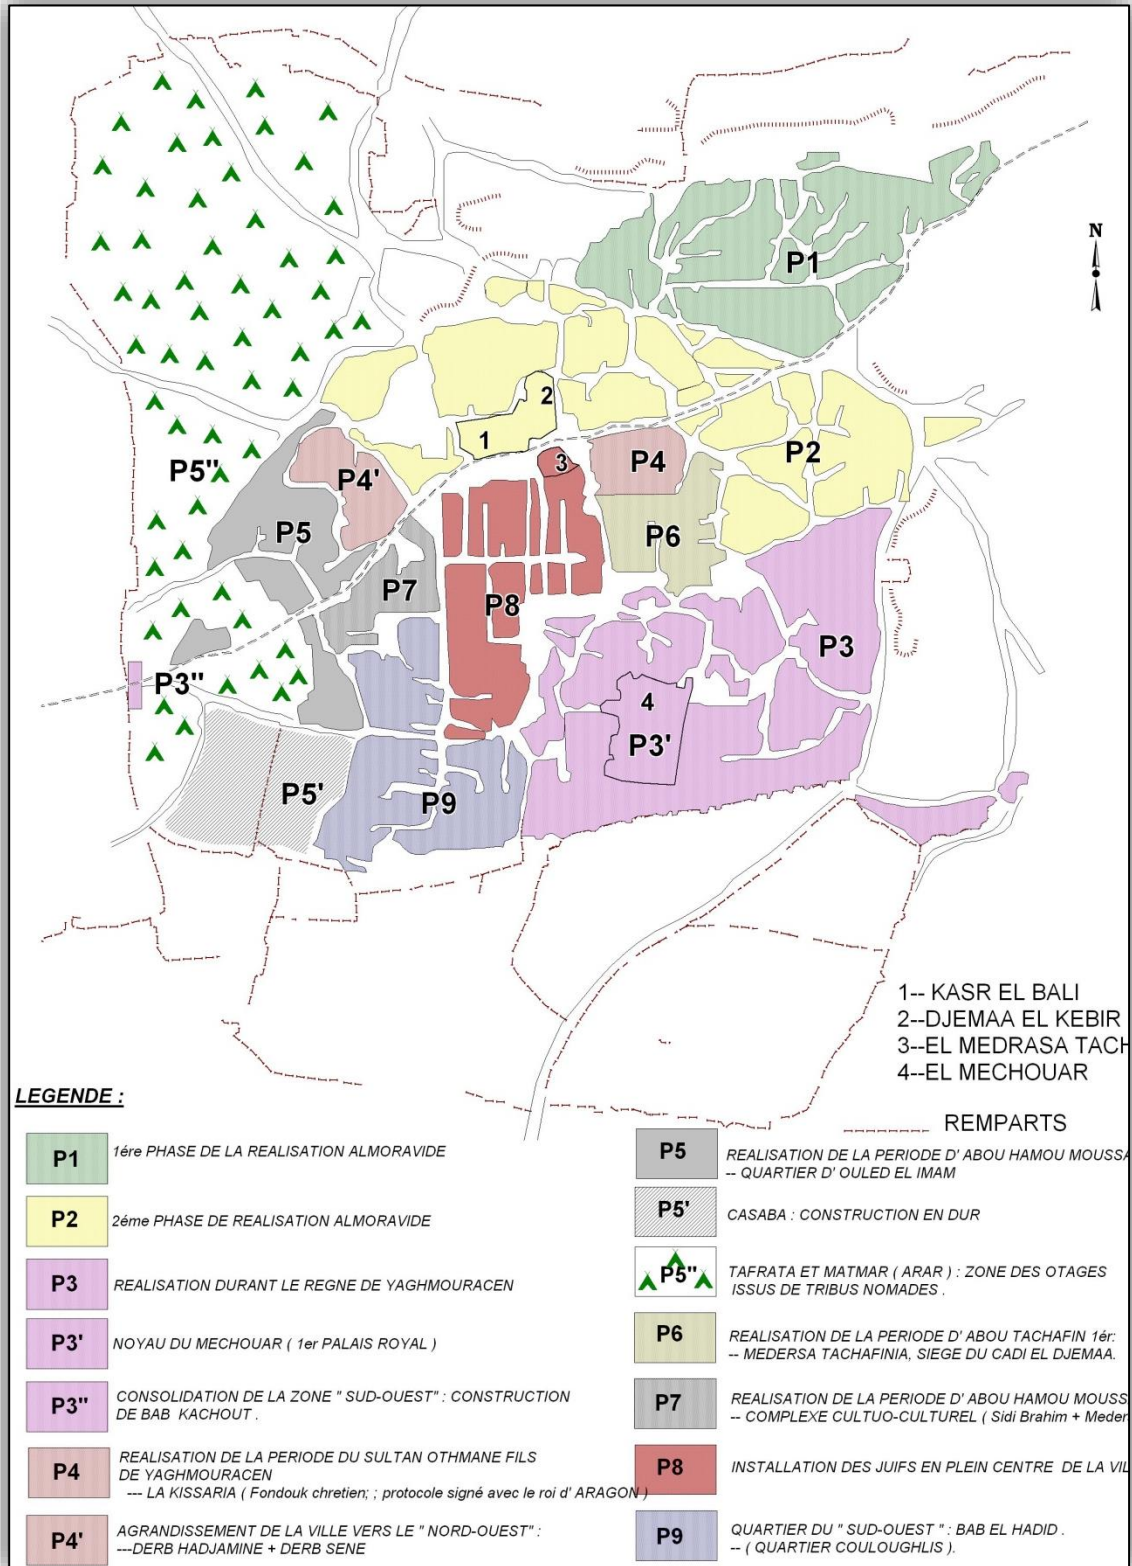 N
P1
2
1
P5"
P4'
3
P4
P2
P5
P6
P7
P8
P3
P3"
4
P3'
P5'
P9
1-- KASR EL BALI
2--DJEMAA EL KEBIR
3--EL MEDRASA TACH
4--EL MECHOUAR
REMPARTS
LEGENDE :
P1 1ére PHASE DE LA REALISATION ALMORAVIDE
P2 2éme PHASE DE REALISATION ALMORAVIDE
P3 REALISATION DURANT LE REGNE DE YAGHMOURACEN
P3' NOYAU DU MECHOUAR ( 1er PALAIS ROYAL )
P3" CONSOLIDATION DE LA ZONE " SUD-OUEST" : CONSTRUCTION
DE BAB KACHOUT .
P4 REALISATION DE LA PERIODE DU SULTAN OTHMANE FILS
DE YAGHMOURACEN
--- LA KISSARIA ( Fondouk chretien; ; protocole signé avec le roi d' ARAGON )
P4' AGRANDISSEMENT DE LA VILLE VERS LE " NORD-OUEST" :
---DERB HADJAMINE + DERB SENE
P5 REALISATION DE LA PERIODE D' ABOU HAMOU MOUSSA
-- QUARTIER D' OULED EL IMAM
P5' CASABA : CONSTRUCTION EN DUR
P5" TAFRATA ET MATMAR ( ARAR ) : ZONE DES OTAGES
ISSUS DE TRIBUS NOMADES .
P6 REALISATION DE LA PERIODE D' ABOU TACHAFIN 1ér:
-- MEDERSA TACHAFINIA, SIEGE DU CADI EL DJEMAA.
P7 REALISATION DE LA PERIODE D' ABOU HAMOU MOUSS
-- COMPLEXE CULTUO-CULTUREL ( Sidi Brahim + Meder
P8 INSTALLATION DES JUIFS EN PLEIN CENTRE DE LA VIL
P9 QUARTIER DU " SUD-OUEST " : BAB EL HADID .
-- ( QUARTIER COULOUGHLIS ).